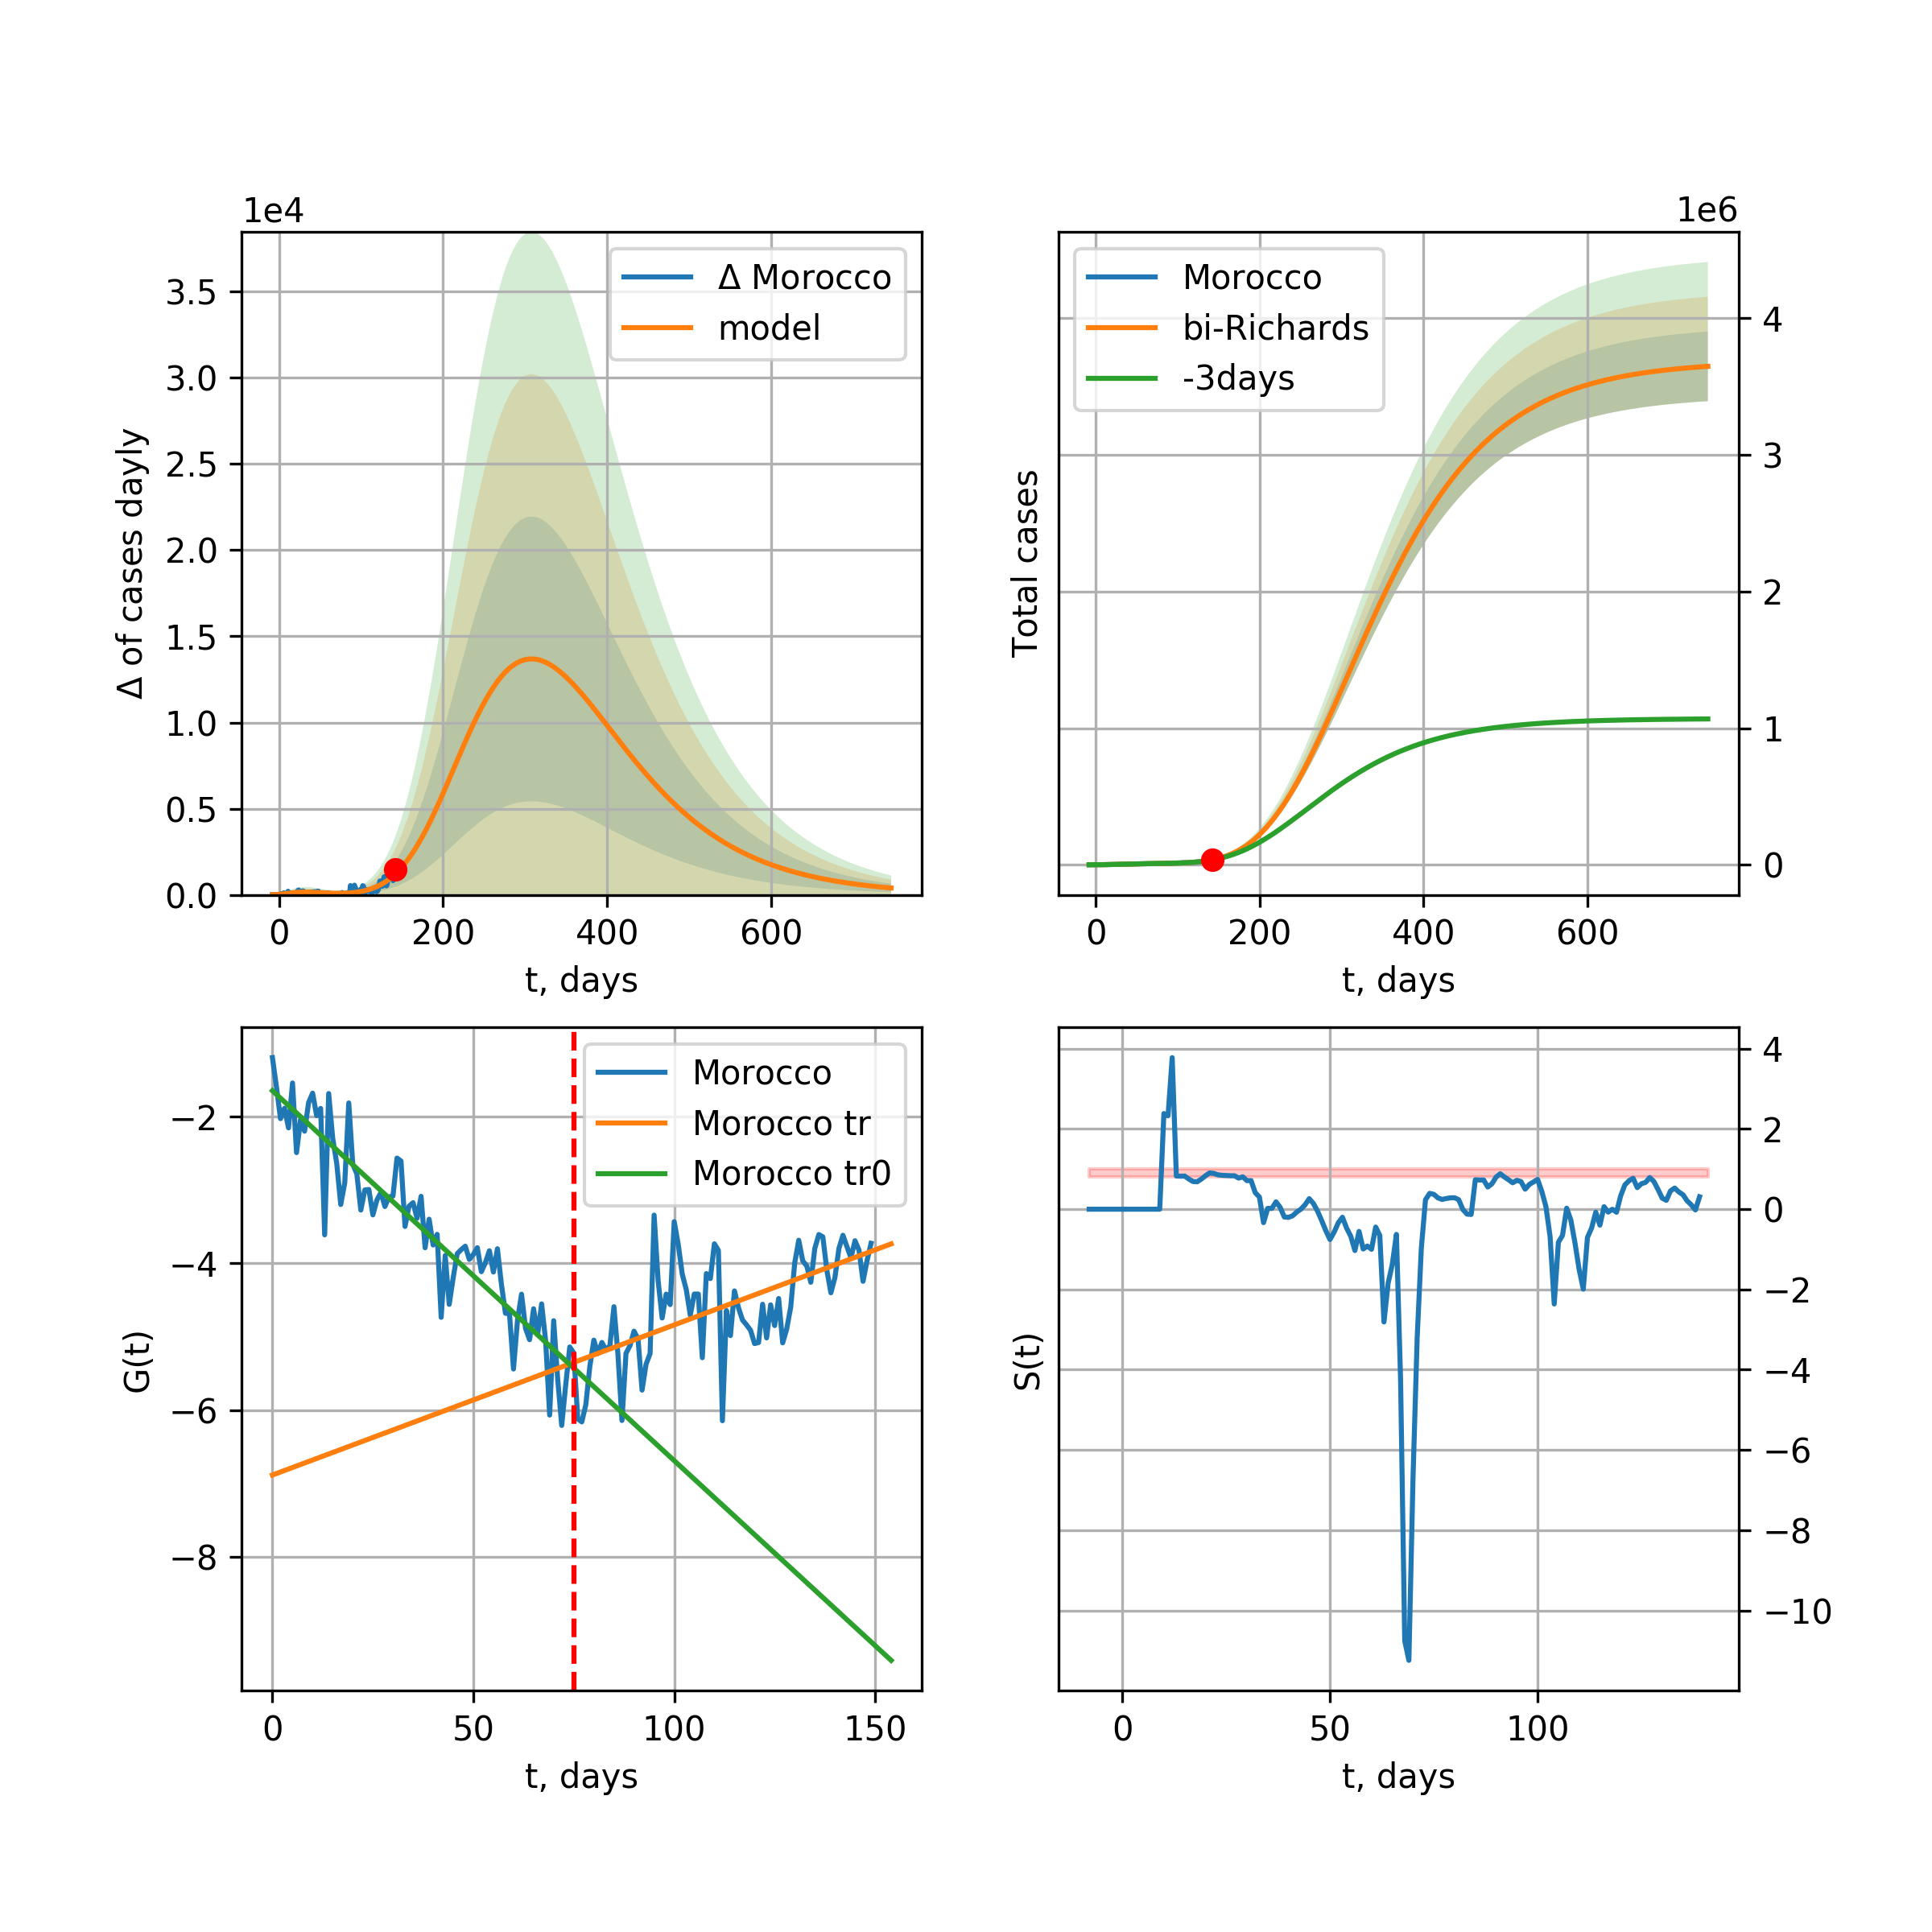 1e4
Δ of cases dayly
3.5
3.0
2.5
2.0
1.5
1.0
0.5
0.0
Δ Morocco
model
0 200 400 600
t, days
1e6
Total cases
Morocco
bi-Richards
-3days
4
3
2
1
0
0 200 400 600
t, days
G(t)
−2
−4
−6
−8
Morocco
Morocco tr
Morocco tr0
0 50 100 150
t, days
S(t)
4
2
0
−2
−4
−6
−8
−10
0 50 100
t, days